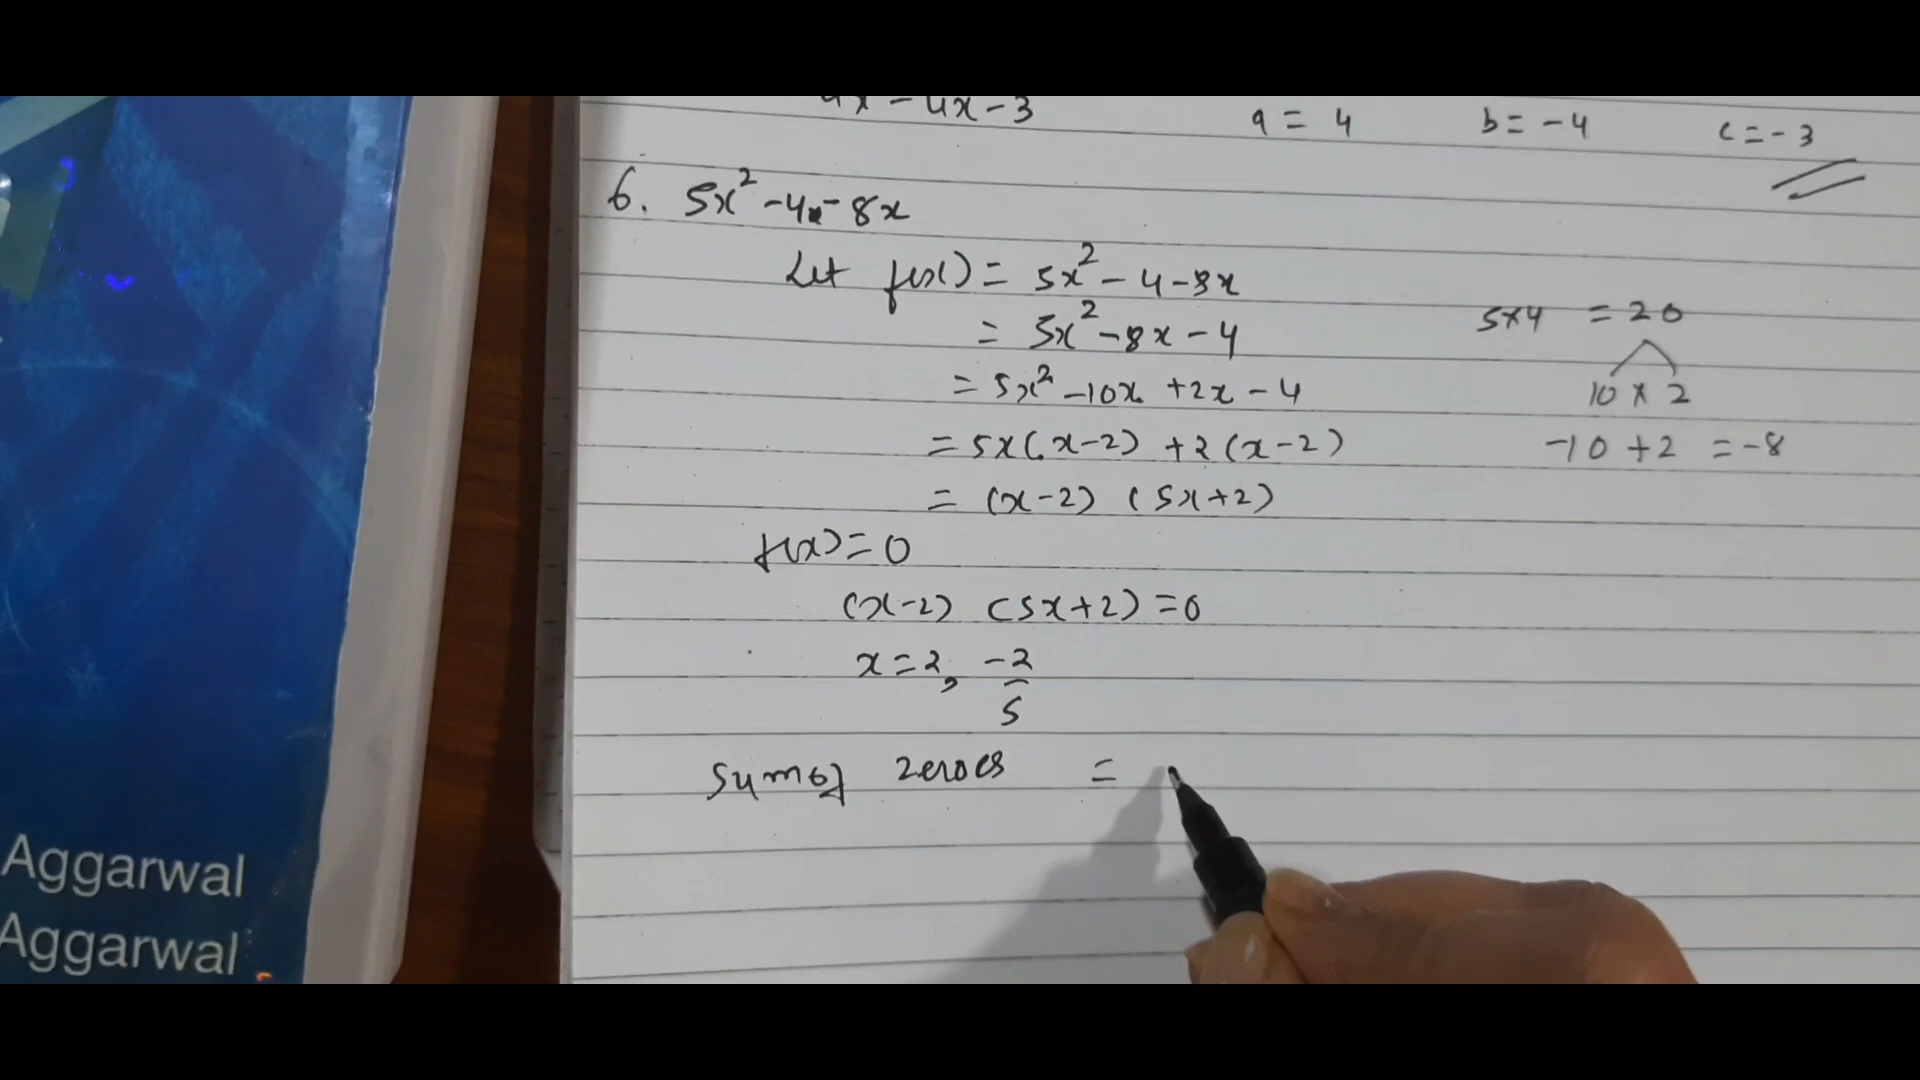 4x - 4x - 3 a = 4 b = -4 c = -3
6. 5x² - 4 - 8x
Let f(x) = 5x² - 4 - 8x
= 5x² - 8x - 4
5x4 = 20
= 5x² - 10x + 2x - 4
10 x 2
= 5x(x-2) + 2(x-2)
-10 + 2 = -8
= (x-2) (5x+2)
f(x) = 0
(x-2) (5x+2) = 0
x = 2, -2/5
Sum of zeroes =
Aggarwal
Aggarwal